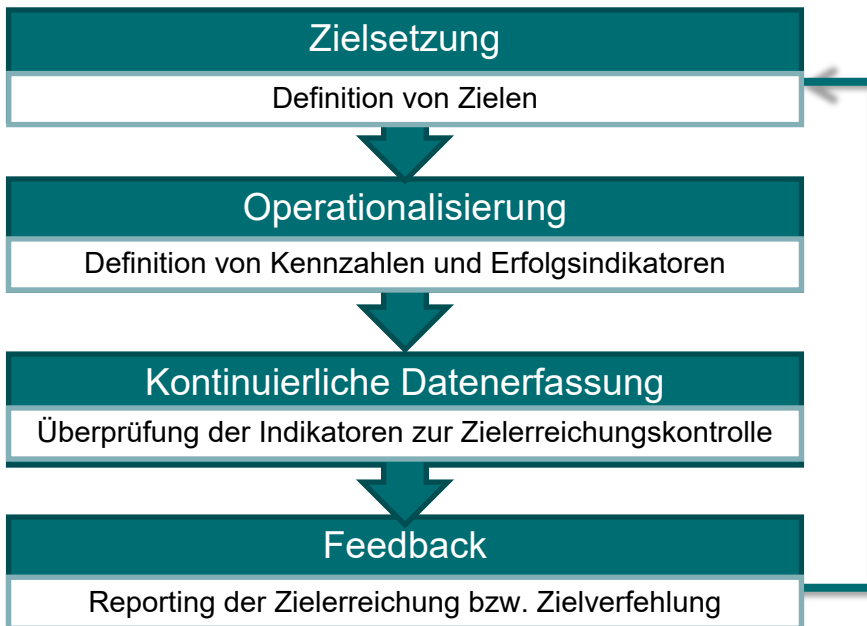 Zielsetzung
Definition von Zielen
Operationalisierung
Definition von Kennzahlen und Erfolgsindikatoren
Kontinuierliche Datenerfassung
Überprüfung der Indikatoren zur Zielerreichungskontrolle
Feedback
Reporting der Zielerreichung bzw. Zielverfehlung